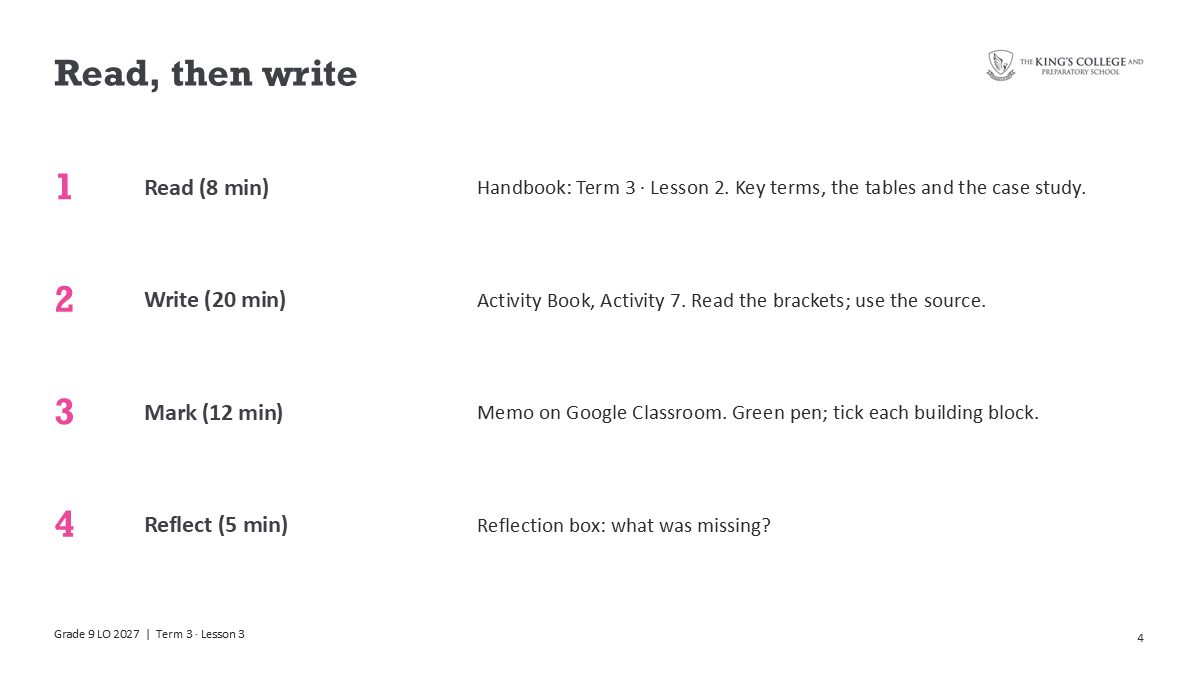 Read, then write
THE KING'S COLLEGE AND
PREPARATORY SCHOOL
1
Read (8 min)
Handbook: Term 3 · Lesson 2. Key terms, the tables and the case study.
2
Write (20 min)
Activity Book, Activity 7. Read the brackets; use the source.
3
Mark (12 min)
Memo on Google Classroom. Green pen; tick each building block.
4
Reflect (5 min)
Reflection box: what was missing?
Grade 9 LO 2027 | Term 3 · Lesson 3
4